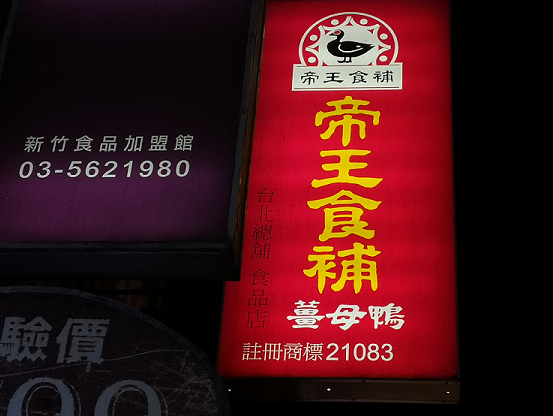 帝王食補
帝王食補
薑母鴨
註冊商標21083
台北總舖 食品店
新竹食品加盟館
03-5621980
驗價